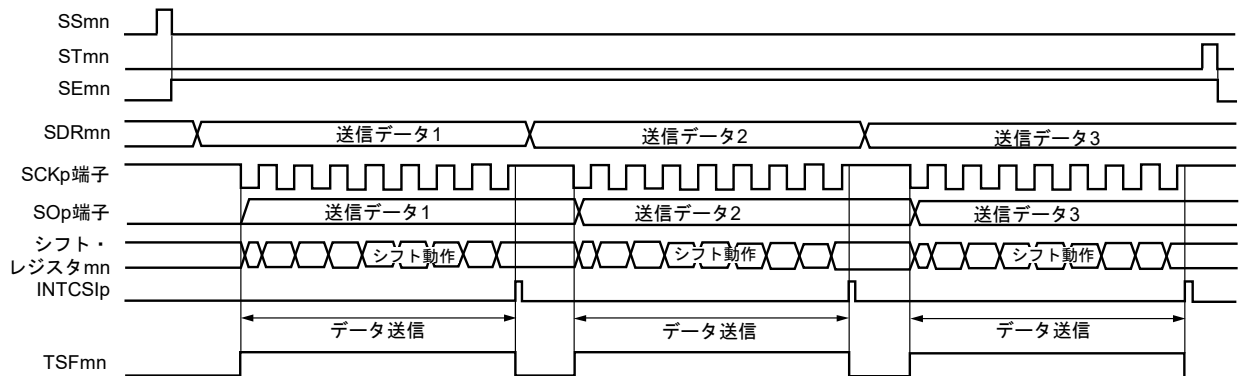 SSmn
STmn
SEmn
SDRmn 送信データ1 送信データ2 送信データ3
SCKp端子
SOp端子 送信データ1 送信データ2 送信データ3
シフト・
レジスタmn シフト動作 シフト動作 シフト動作
INTCSIp
データ送信 データ送信 データ送信
TSFmn